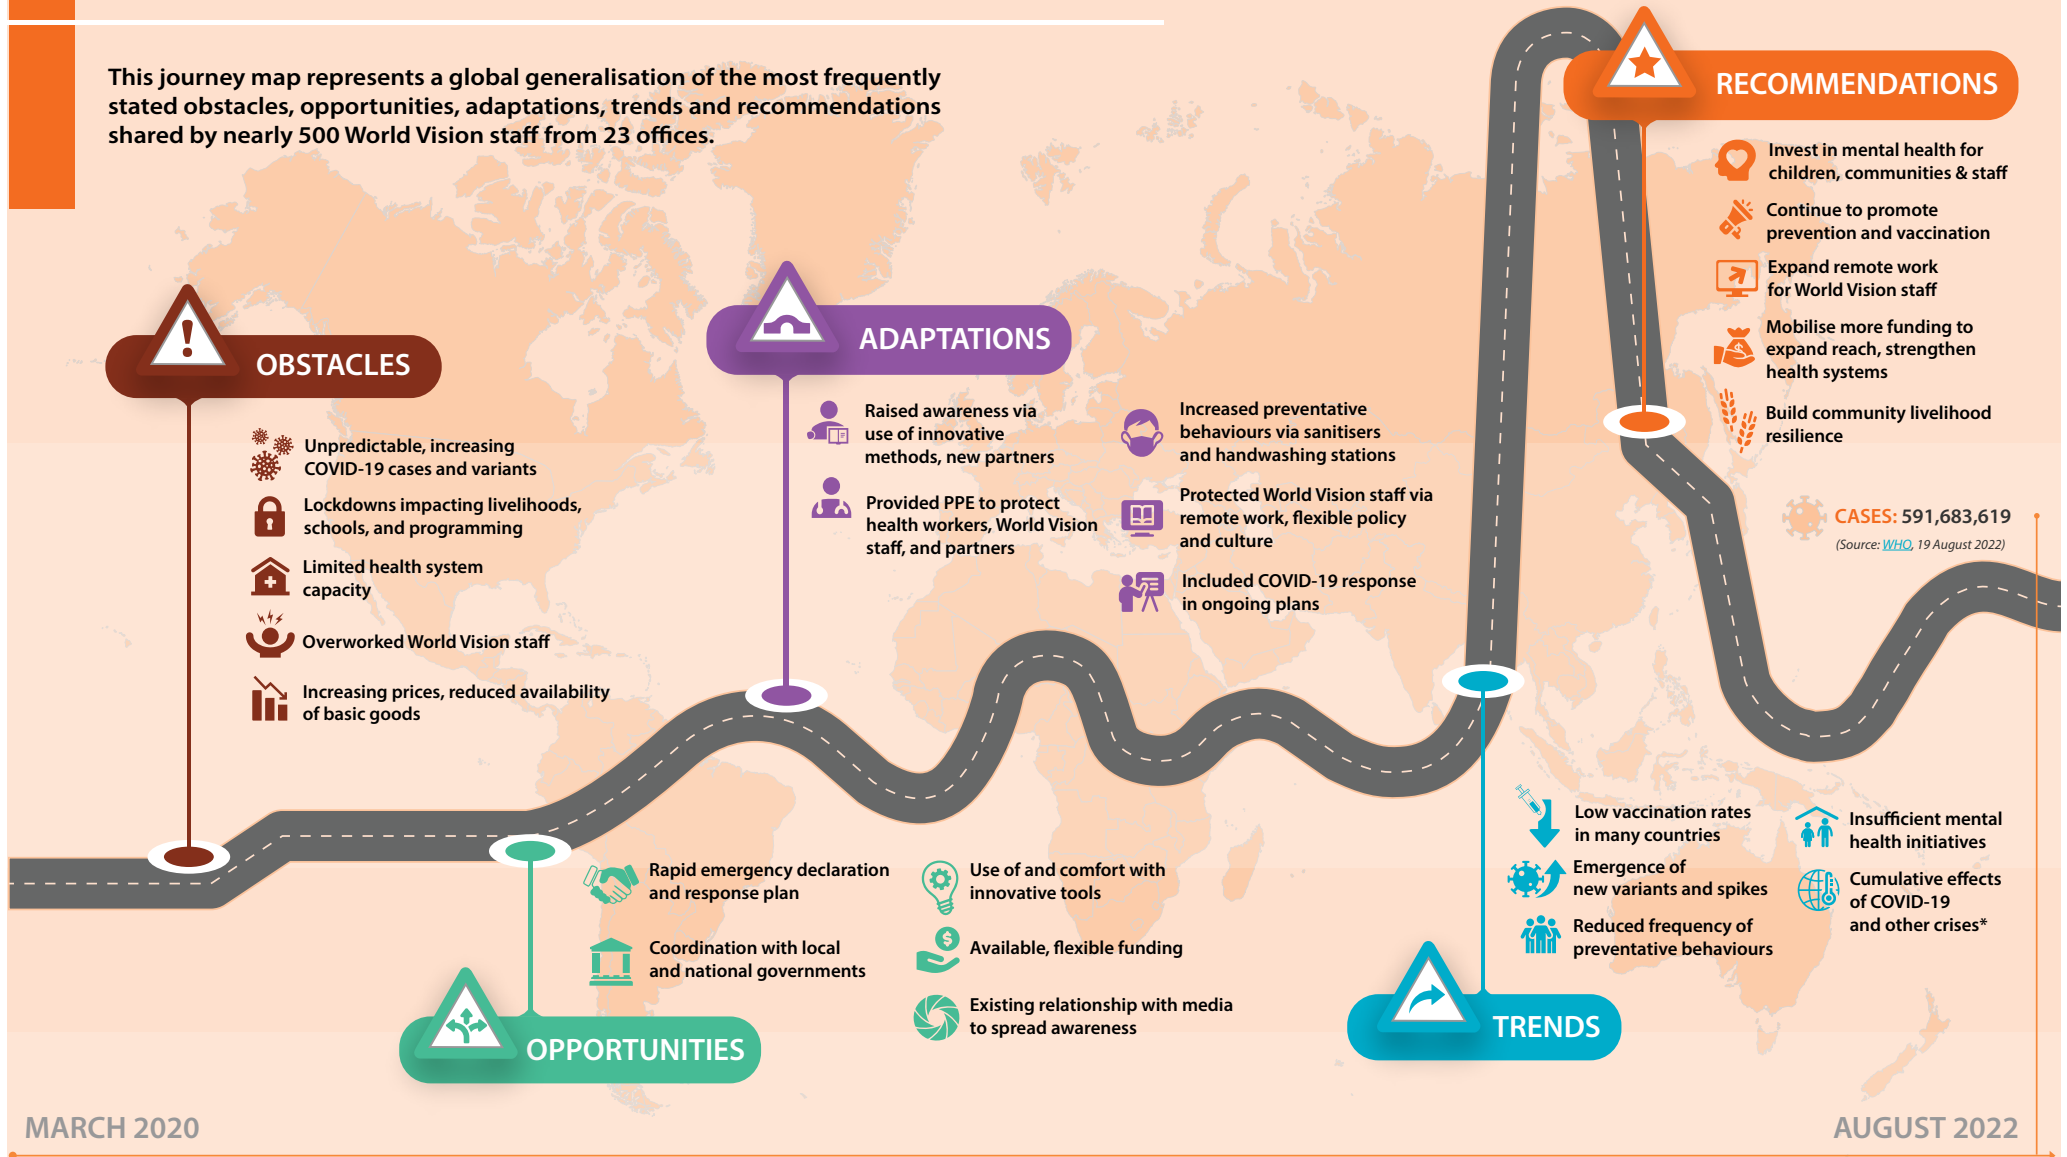 This journey map represents a global generalisation of the most frequently
stated obstacles, opportunities, adaptations, trends and recommendations
shared by nearly 500 World Vision staff from 23 offices.
OBSTACLES
Unpredictable, increasing
COVID-19 cases and variants
Lockdowns impacting livelihoods,
schools, and programming
Limited health system
capacity
Overworked World Vision staff
Increasing prices, reduced availability
of basic goods
OPPORTUNITIES
Rapid emergency declaration
and response plan
Coordination with local
and national governments
Use of and comfort with
innovative tools
Available, flexible funding
Existing relationship with media
to spread awareness
ADAPTATIONS
Raised awareness via
use of innovative
methods, new partners
Provided PPE to protect
health workers, World Vision
staff, and partners
Increased preventative
behaviours via sanitisers
and handwashing stations
Protected World Vision staff via
remote work, flexible policy
and culture
Included COVID-19 response
in ongoing plans
TRENDS
Low vaccination rates
in many countries
Emergence of
new variants and spikes
Reduced frequency of
preventative behaviours
Insufficient mental
health initiatives
Cumulative effects
of COVID-19
and other crises*
RECOMMENDATIONS
Invest in mental health for
children, communities & staff
Continue to promote
prevention and vaccination
Expand remote work
for World Vision staff
Mobilise more funding to
expand reach, strengthen
health systems
Build community livelihood
resilience
CASES: 591,683,619
(Source: WHO, 19 August 2022)
MARCH 2020
AUGUST 2022